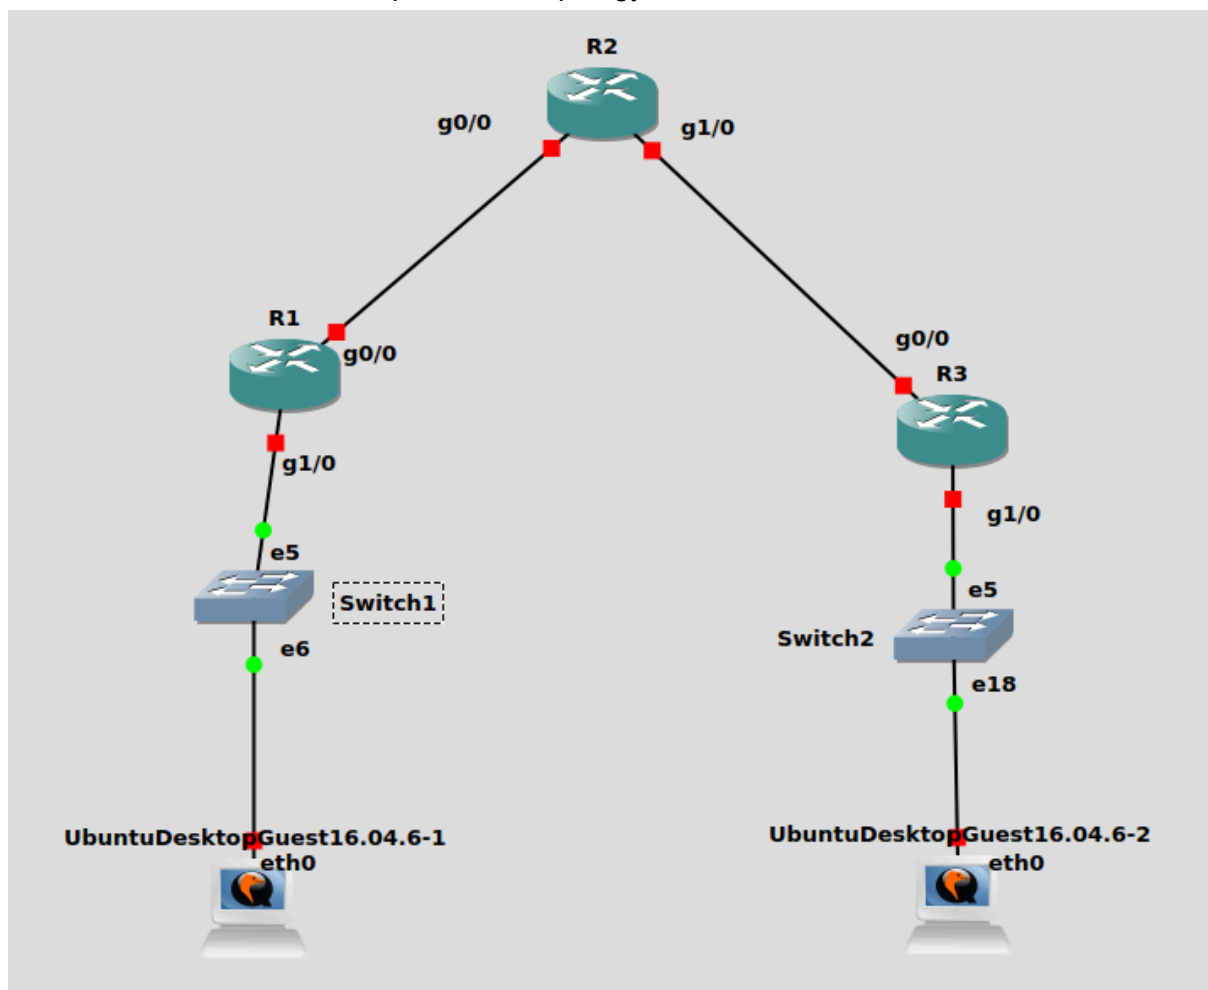 R2
g0/0
g1/0
R1
g0/0
g0/0
R3
g1/0
g1/0
e5
Switch1
e5
Switch2
e6
e18
UbuntuDesktopGuest16.04.6-1
eth0
UbuntuDesktopGuest16.04.6-2
eth0